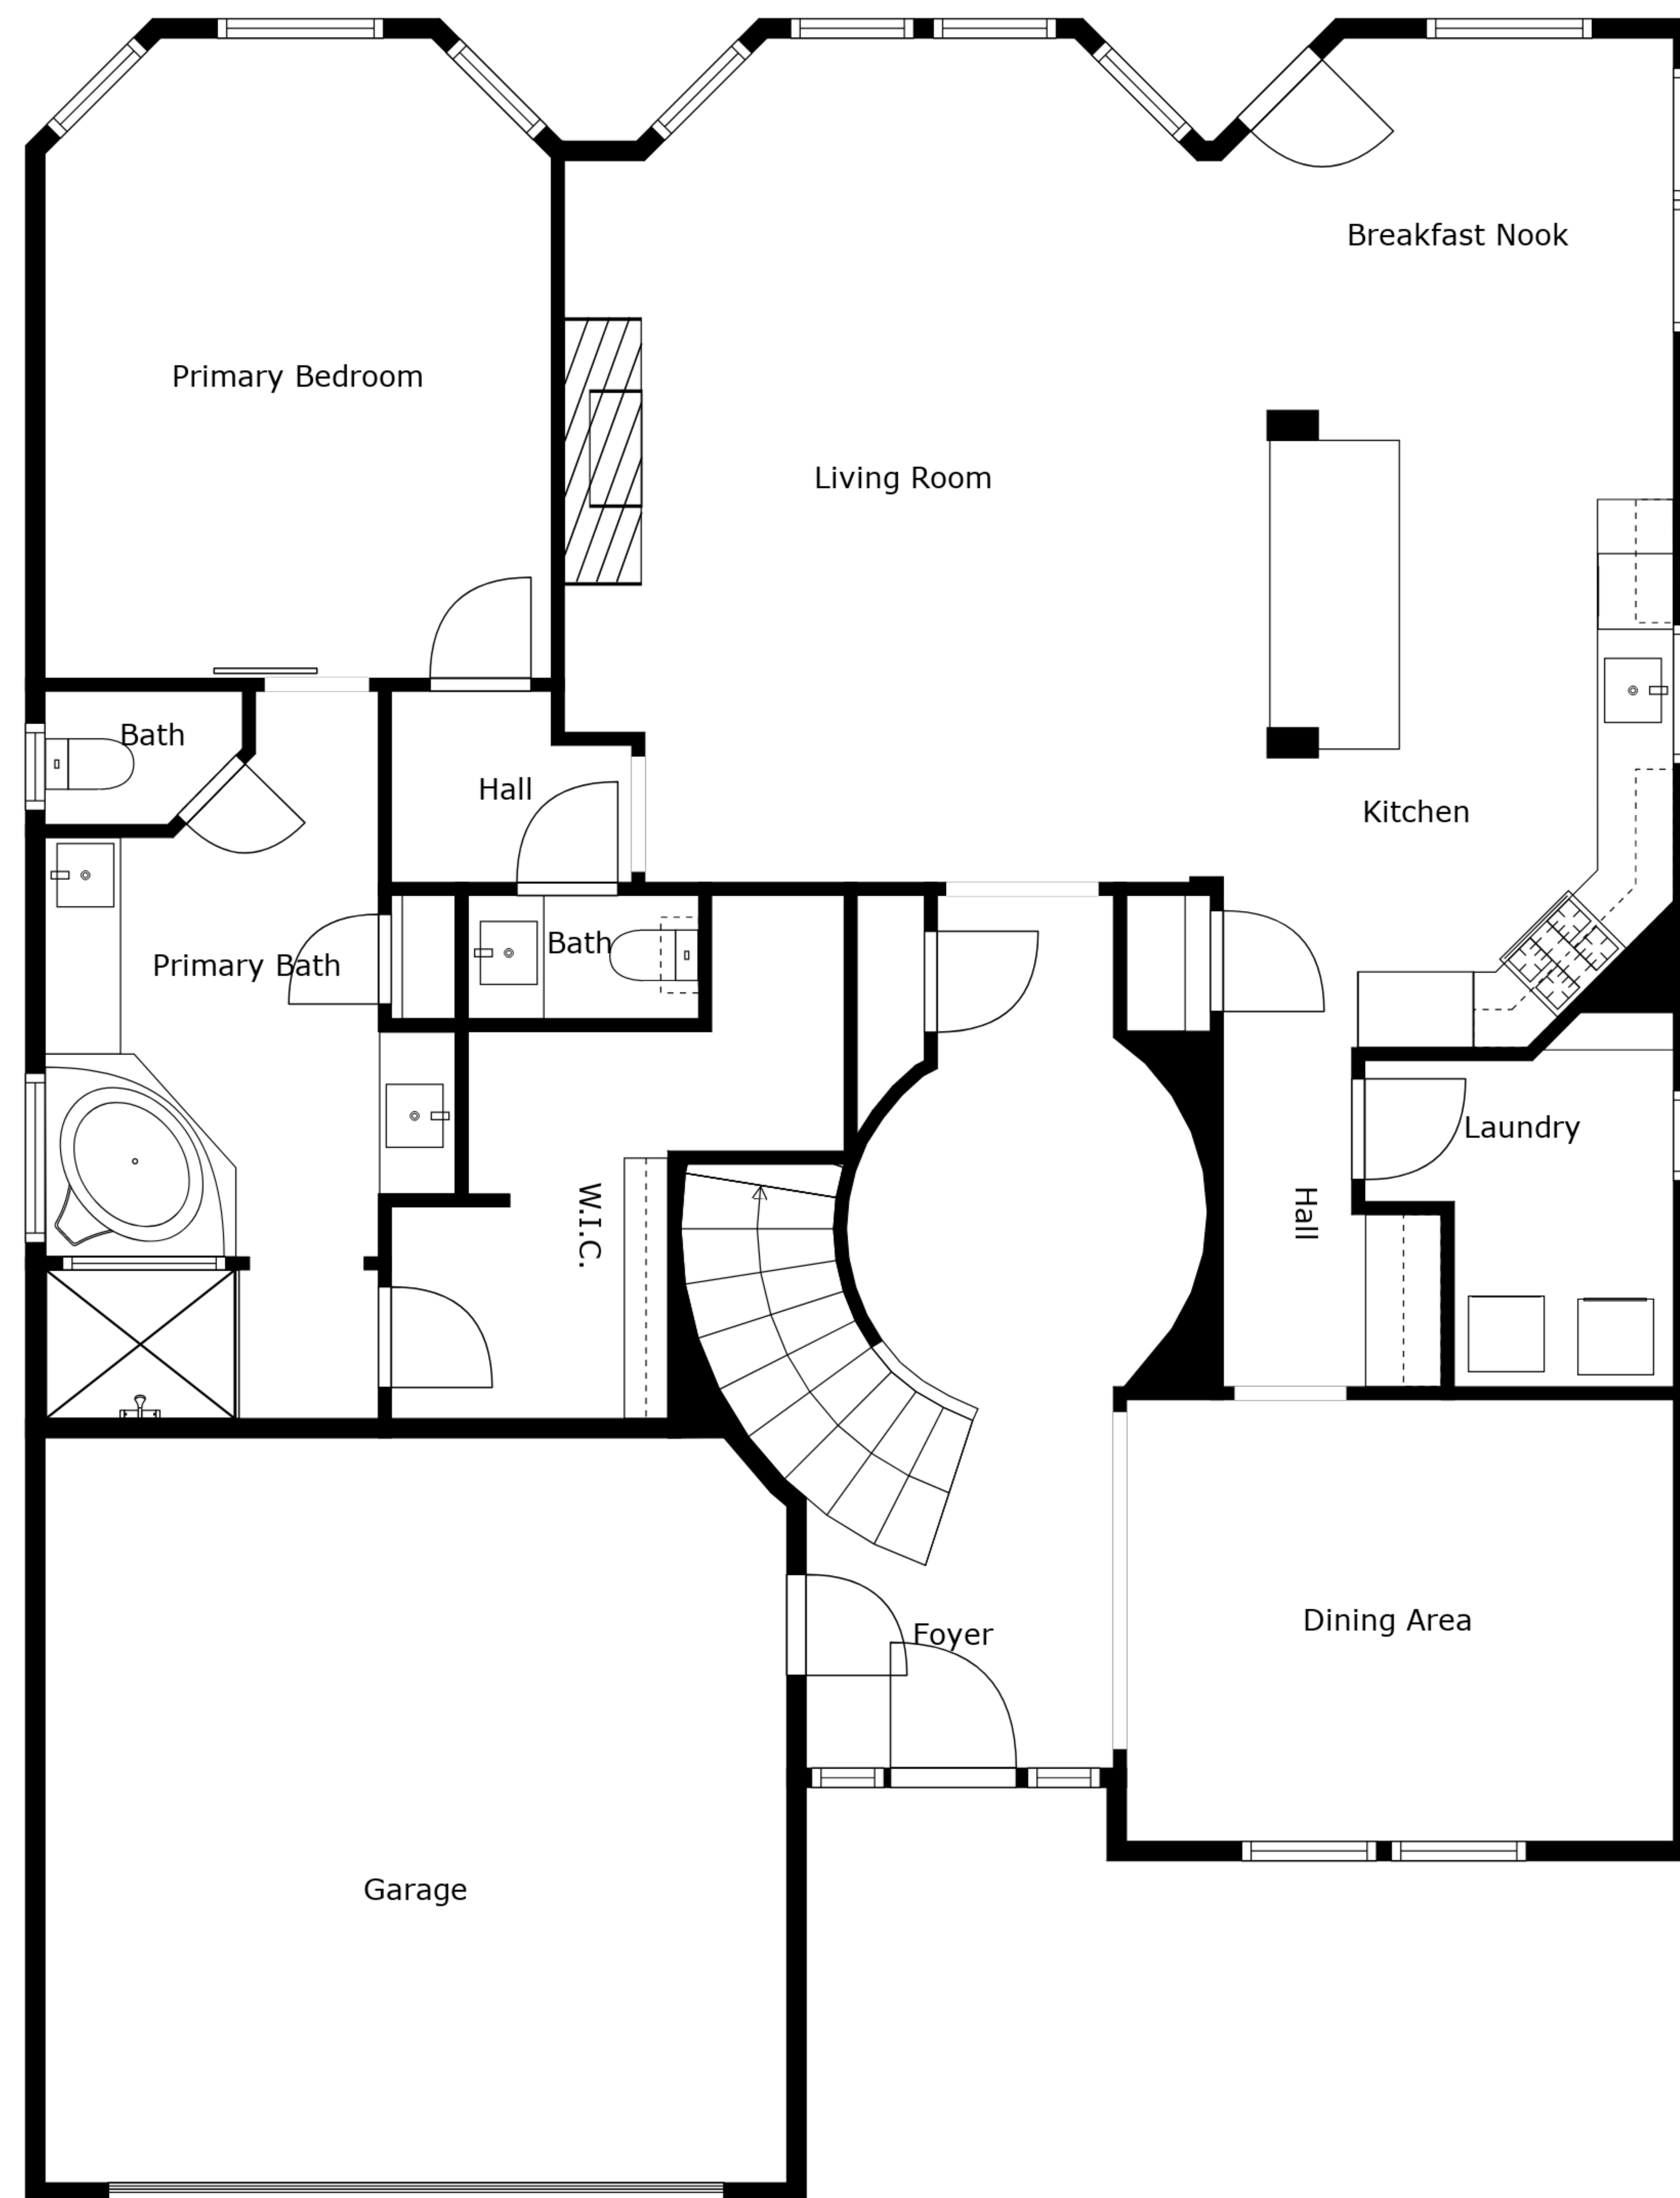 Breakfast Nook
Primary Bedroom
Living Room
Bath
Hall
Kitchen
Bath
Primary Bath
Laundry
W.I.C.
Hall
Foyer
Dining Area
Garage